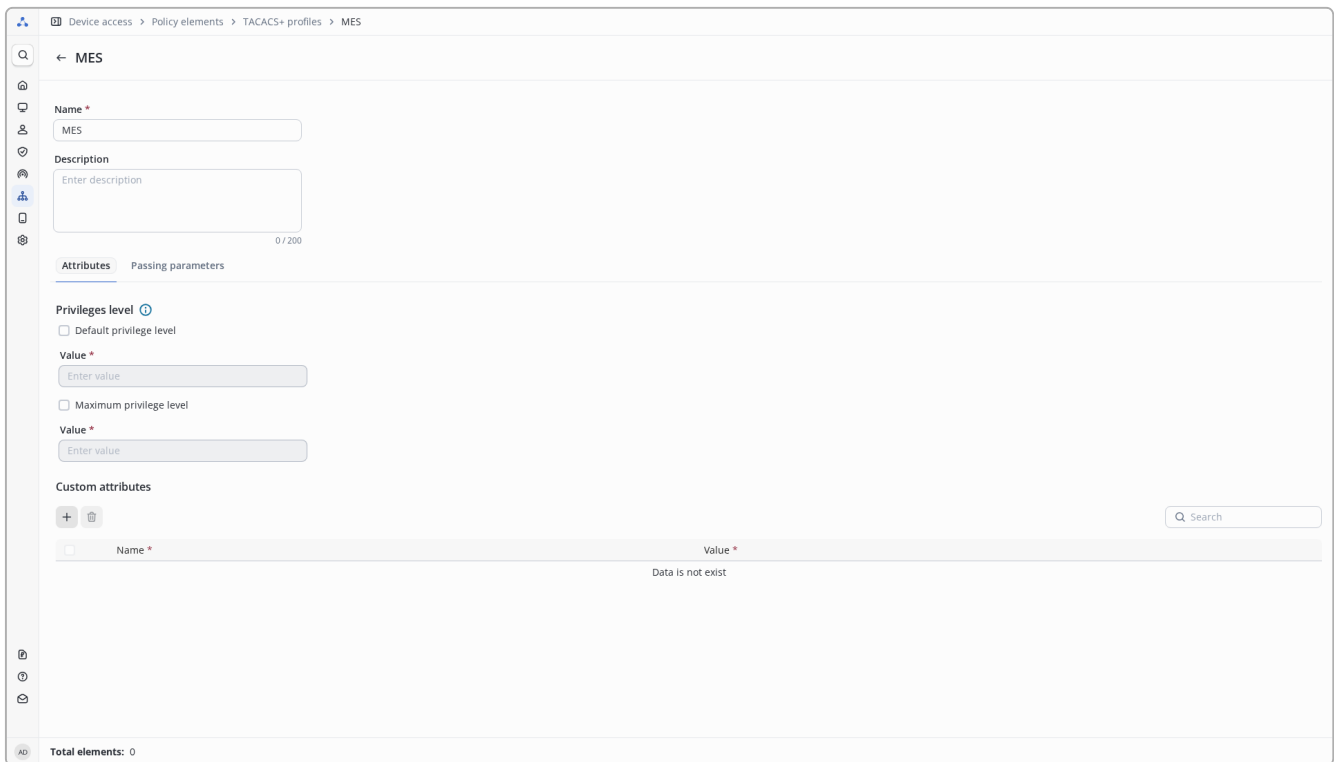 Device access > Policy elements > TACACS+ profiles > MES
← MES
Name *
MES
Description
Enter description
0 / 200
Attributes Passing parameters
Privileges level
Default privilege level
Value *
Enter value
Maximum privilege level
Value *
Enter value
Custom attributes
+ Search
Name * Value *
Data is not exist
AD Total elements: 0